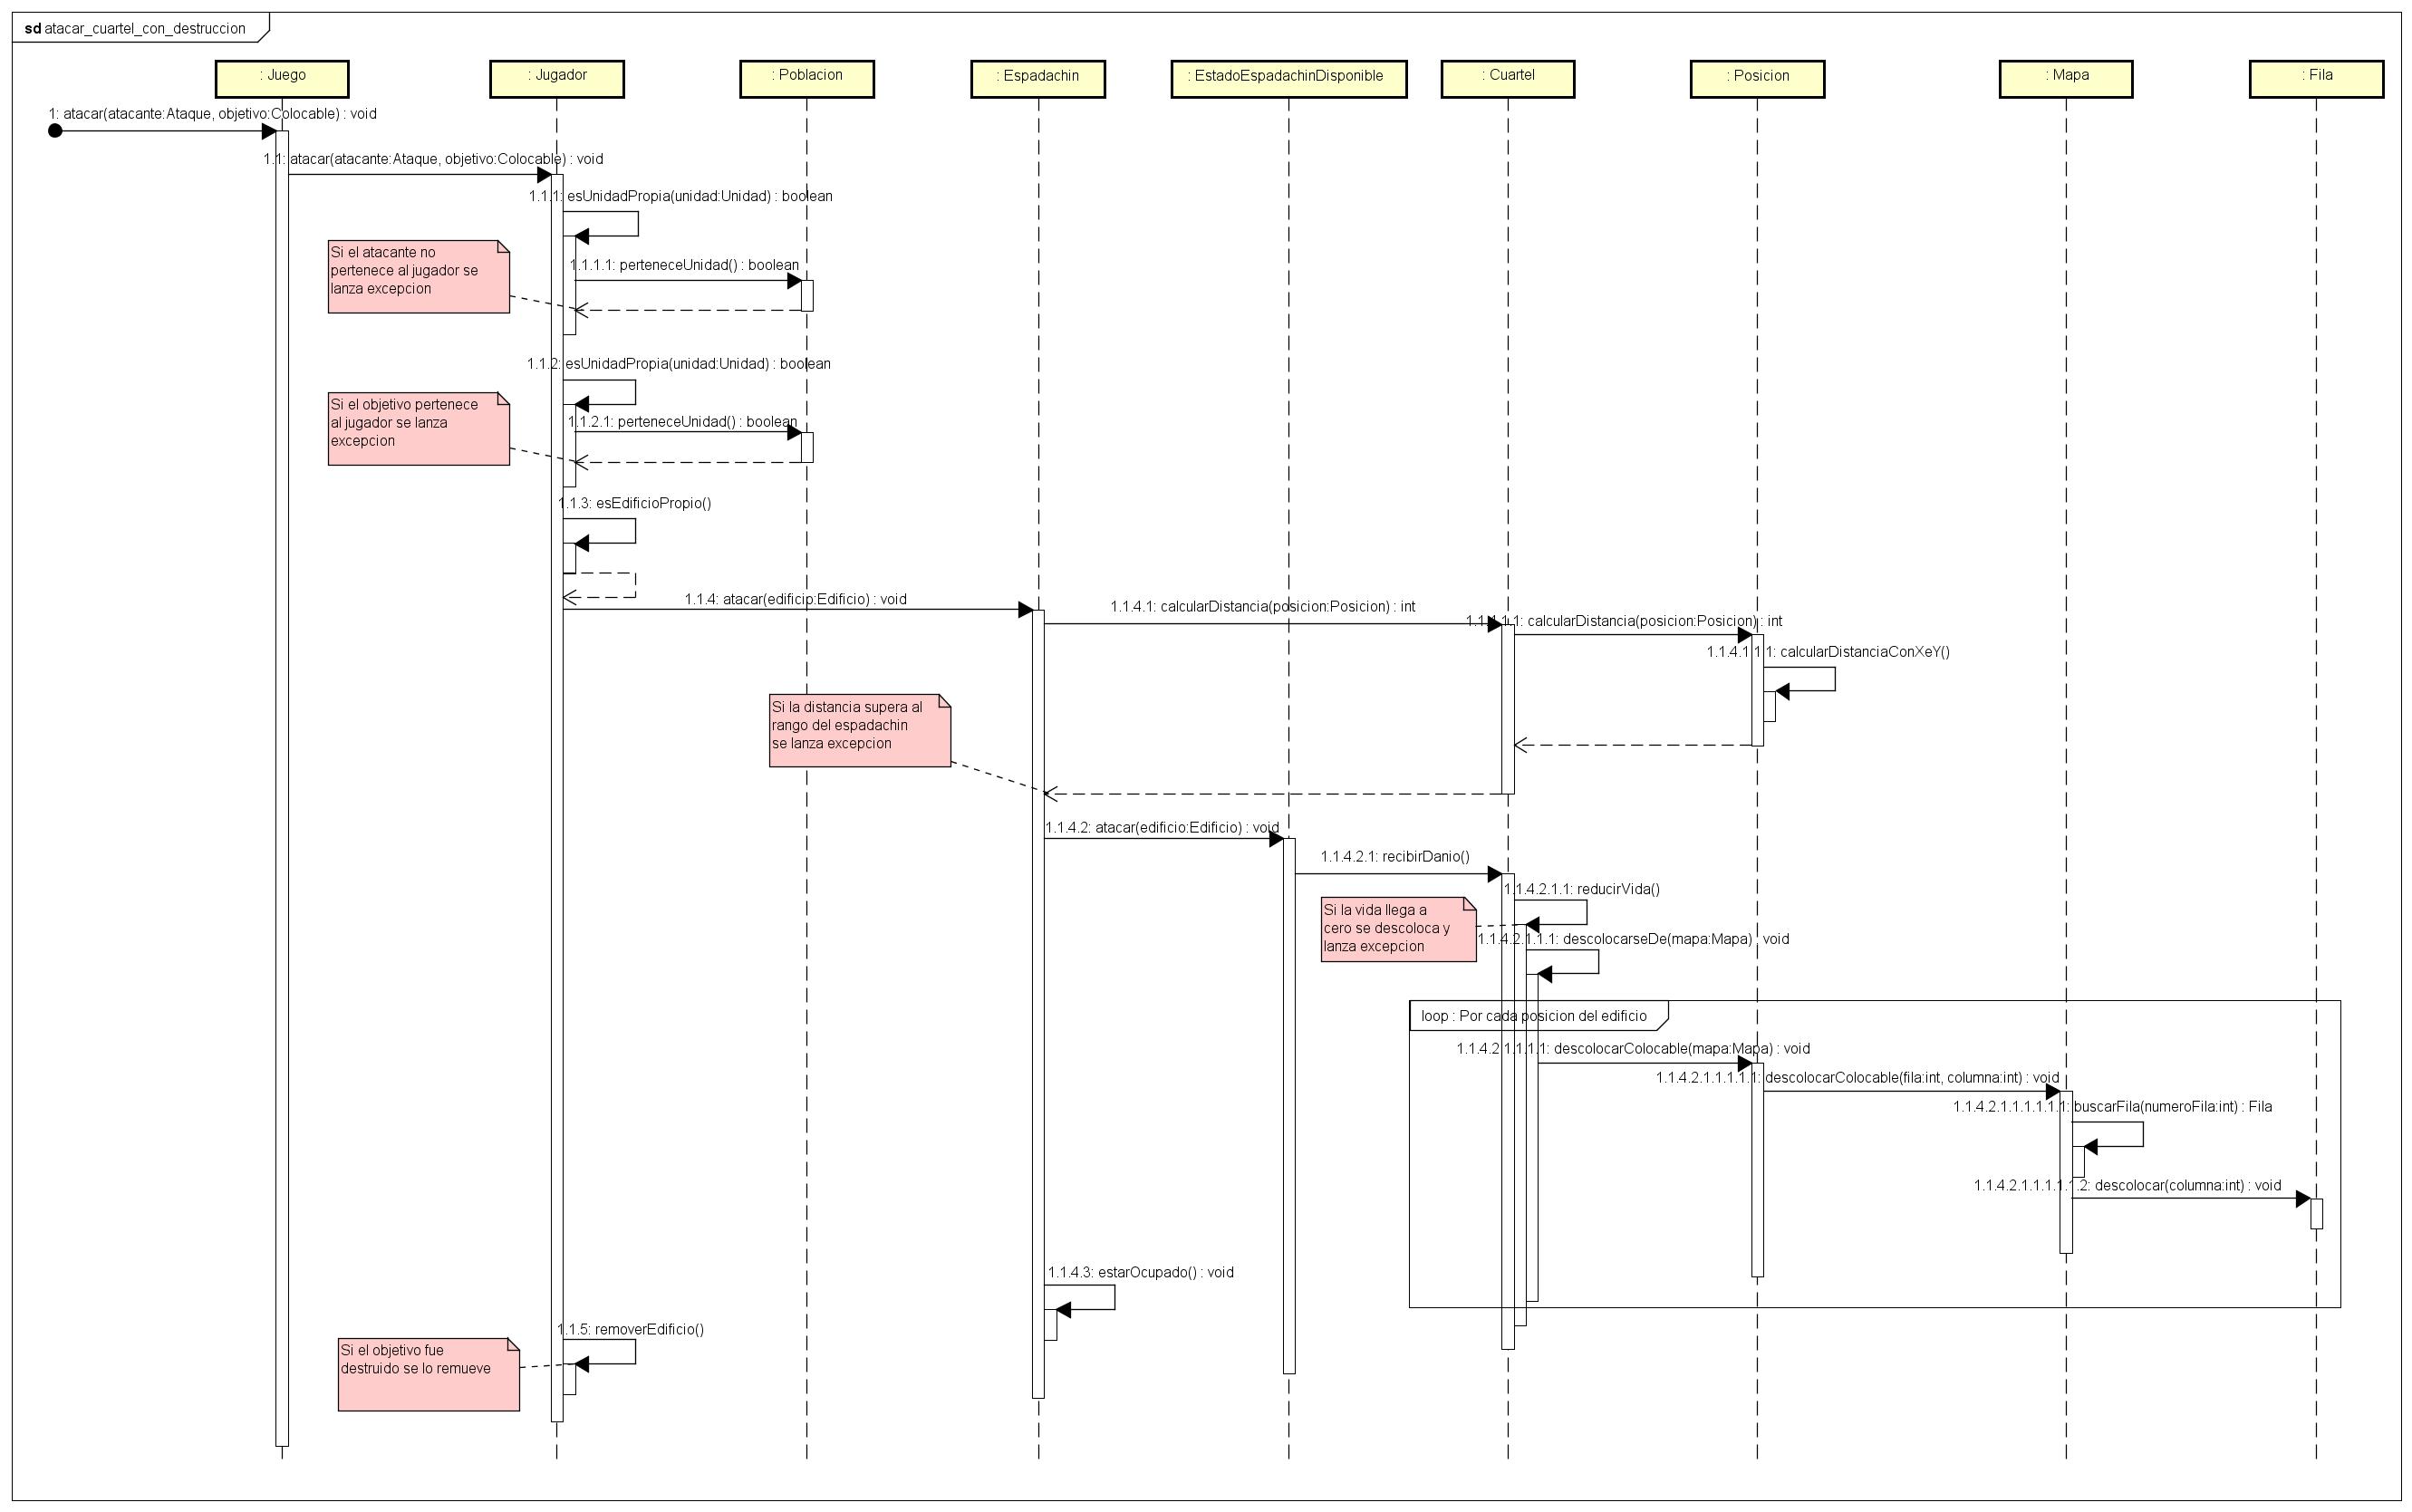 sd atacar_cuartel_con_destruccion
: Juego
: Jugador
: Poblacion
: Espadachin
: EstadoEspadachinDisponible
: Cuartel
: Posicion
: Mapa
: Fila
1: atacar(atacante:Ataque, objetivo:Colocable) : void
1.1: atacar(atacante:Ataque, objetivo:Colocable) : void
1.1.1: esUnidadPropia(unidad:Unidad) : boolean
Si el atacante no
pertenece al jugador se
lanza excepcion
1.1.1.1: perteneceUnidad() : boolean
1.1.2: esUnidadPropia(unidad:Unidad) : boolean
Si el objetivo pertenece
al jugador se lanza
excepcion
1.1.2.1: perteneceUnidad() : boolean
1.1.3: esEdificioPropio()
1.1.4: atacar(edificio:Edificio) : void
1.1.4.1: calcularDistancia(posicion:Posicion) : int
1.1.4.1.1: calcularDistancia(posicion:Posicion) : int
1.1.4.1.1.1: calcularDistanciaConXeY()
Si la distancia supera al
rango del espadachin
se lanza excepcion
1.1.4.2: atacar(edificio:Edificio) : void
1.1.4.2.1: recibirDanio()
1.1.4.2.1.1: reducirVida()
Si la vida llega a
cero se descoloca y
lanza excepcion
1.1.4.2.1.1.1: descolocarseDe(mapa:Mapa) : void
loop : Por cada posicion del edificio
1.1.4.2.1.1.1.1: descolocarColocable(mapa:Mapa) : void
1.1.4.2.1.1.1.1.1: descolocarColocable(fila:int, columna:int) : void
1.1.4.2.1.1.1.1.1.1: buscarFila(numeroFila:int) : Fila
1.1.4.2.1.1.1.1.1.2: descolocar(columna:int) : void
1.1.4.3: estarOcupado() : void
1.1.5: removerEdificio()
Si el objetivo fue
destruido se lo remueve